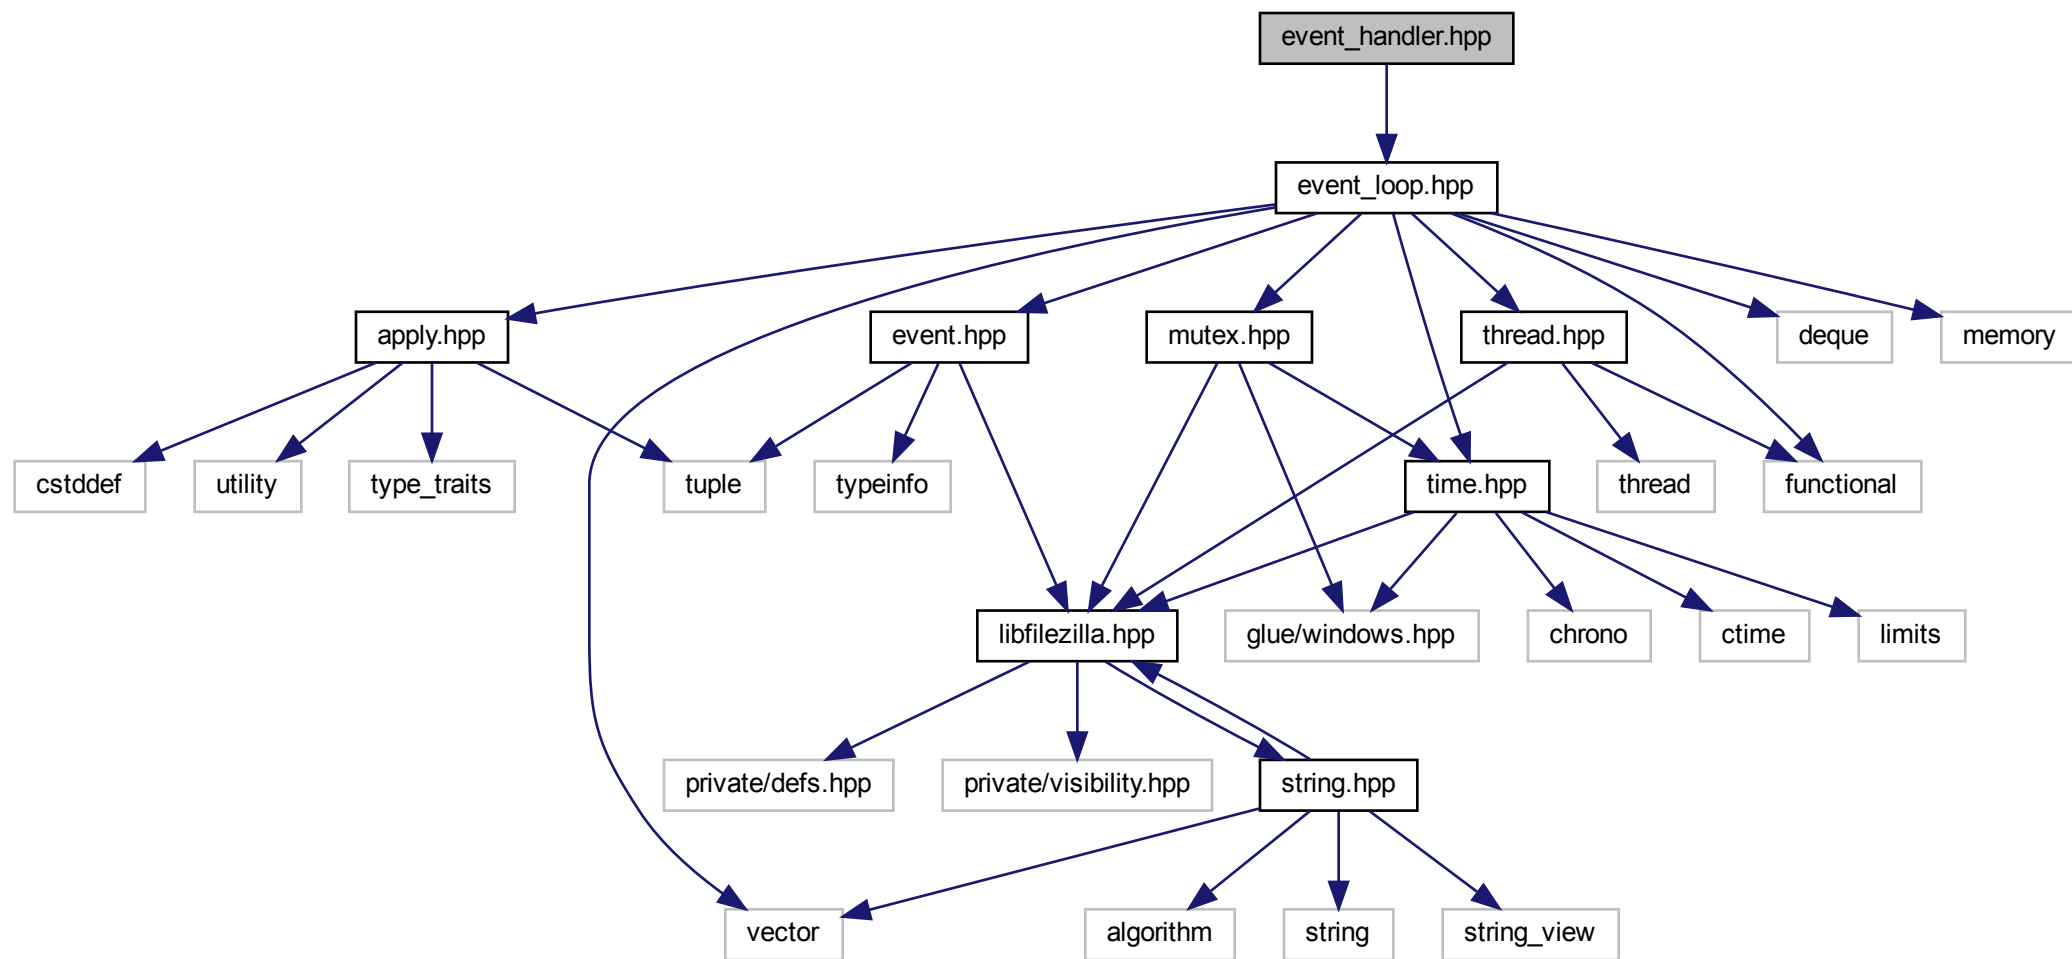 event_handler.hpp
event_loop.hpp
apply.hpp
event.hpp
mutex.hpp
thread.hpp
deque
memory
cstddef
utility
type_traits
tuple
typeinfo
time.hpp
thread
functional
libfilezilla.hpp
glue/windows.hpp
chrono
ctime
limits
private/defs.hpp
private/visibility.hpp
string.hpp
vector
algorithm
string
string_view